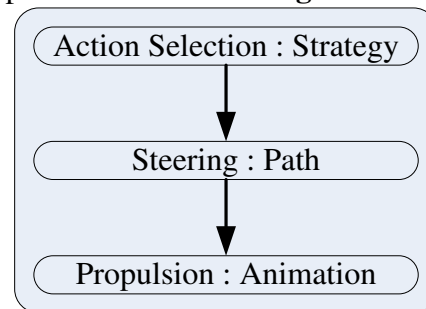 Action Selection : Strategy
Steering : Path
Propulsion : Animation